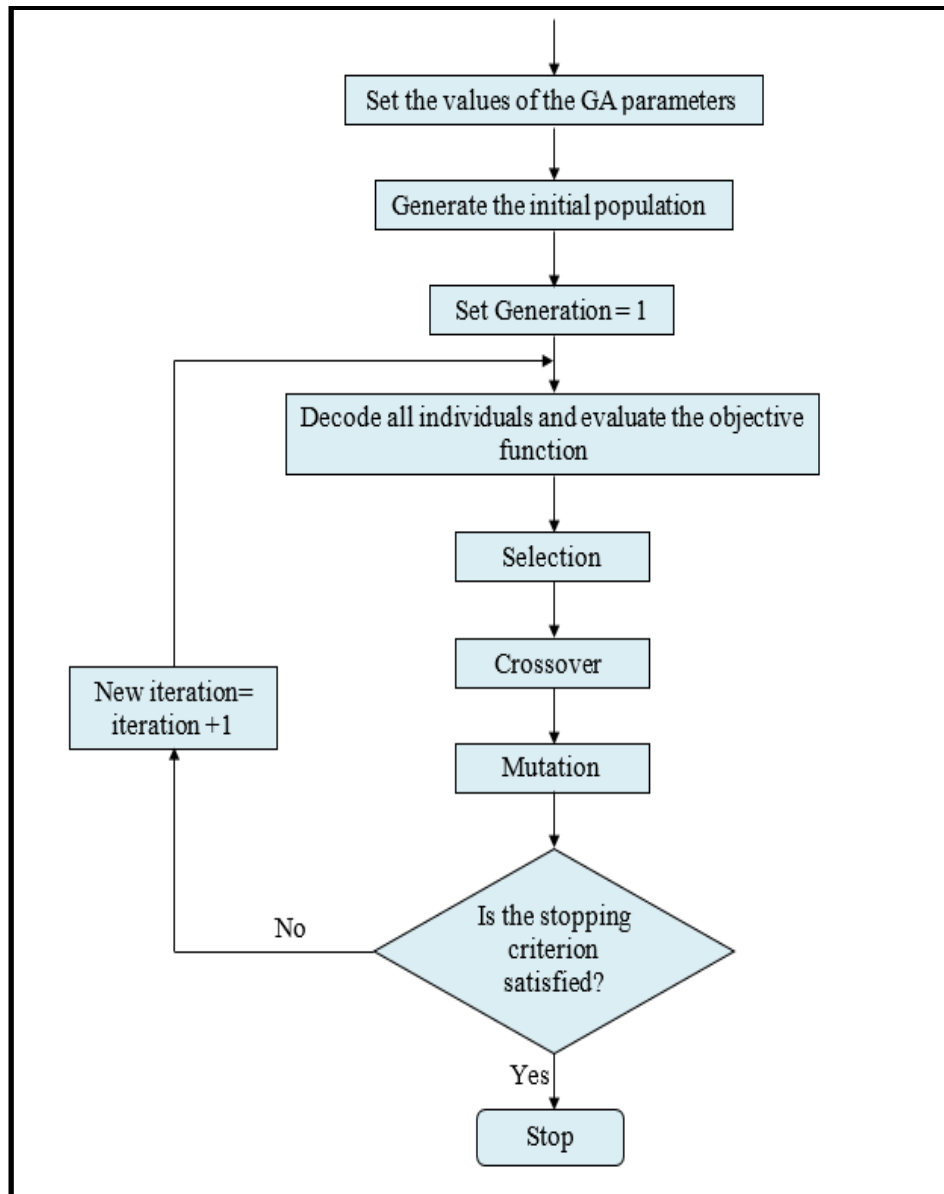 Set the values of the GA parameters
Generate the initial population
Set Generation = 1
Decode all individuals and evaluate the objective
function
Selection
Crossover
New iteration=
iteration +1
Mutation
Is the stopping
criterion
satisfied?
No
Yes
Stop